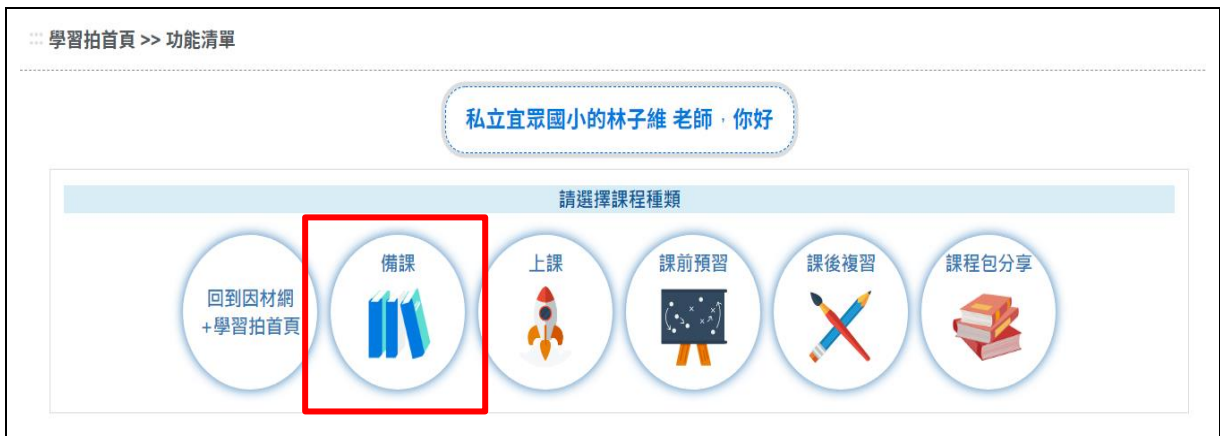 ::: 學習拍首頁 >> 功能清單
私立宜眾國小的林子維 老師，你好
請選擇課程種類
回到因材網
+學習拍首頁
備課
上課
課前預習
課後複習
課程包分享